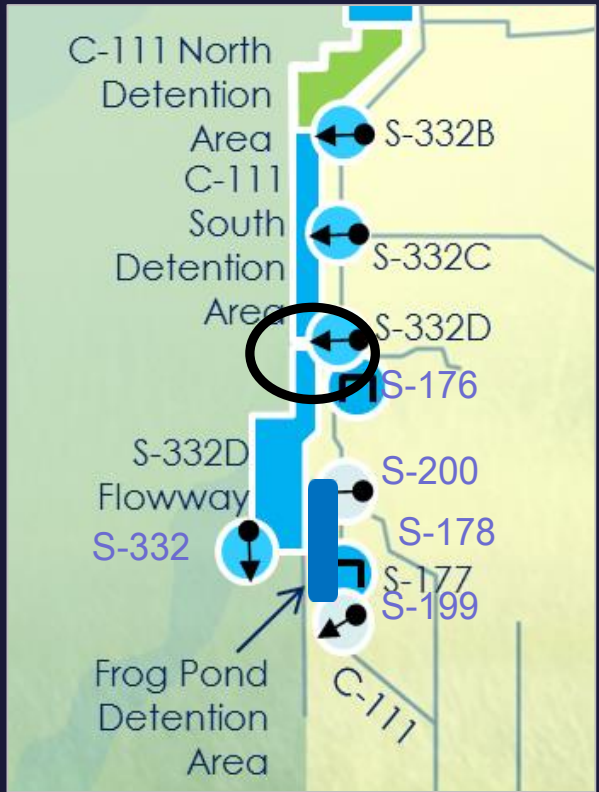 C-111 North
Detention
Area
S-332B
C-111
South
Detention
Area
S-332C
S-332D
S-176
S-332D
Flowway
S-200
S-332
S-178
S-177
S-199
Frog Pond
Detention
Area
C-111